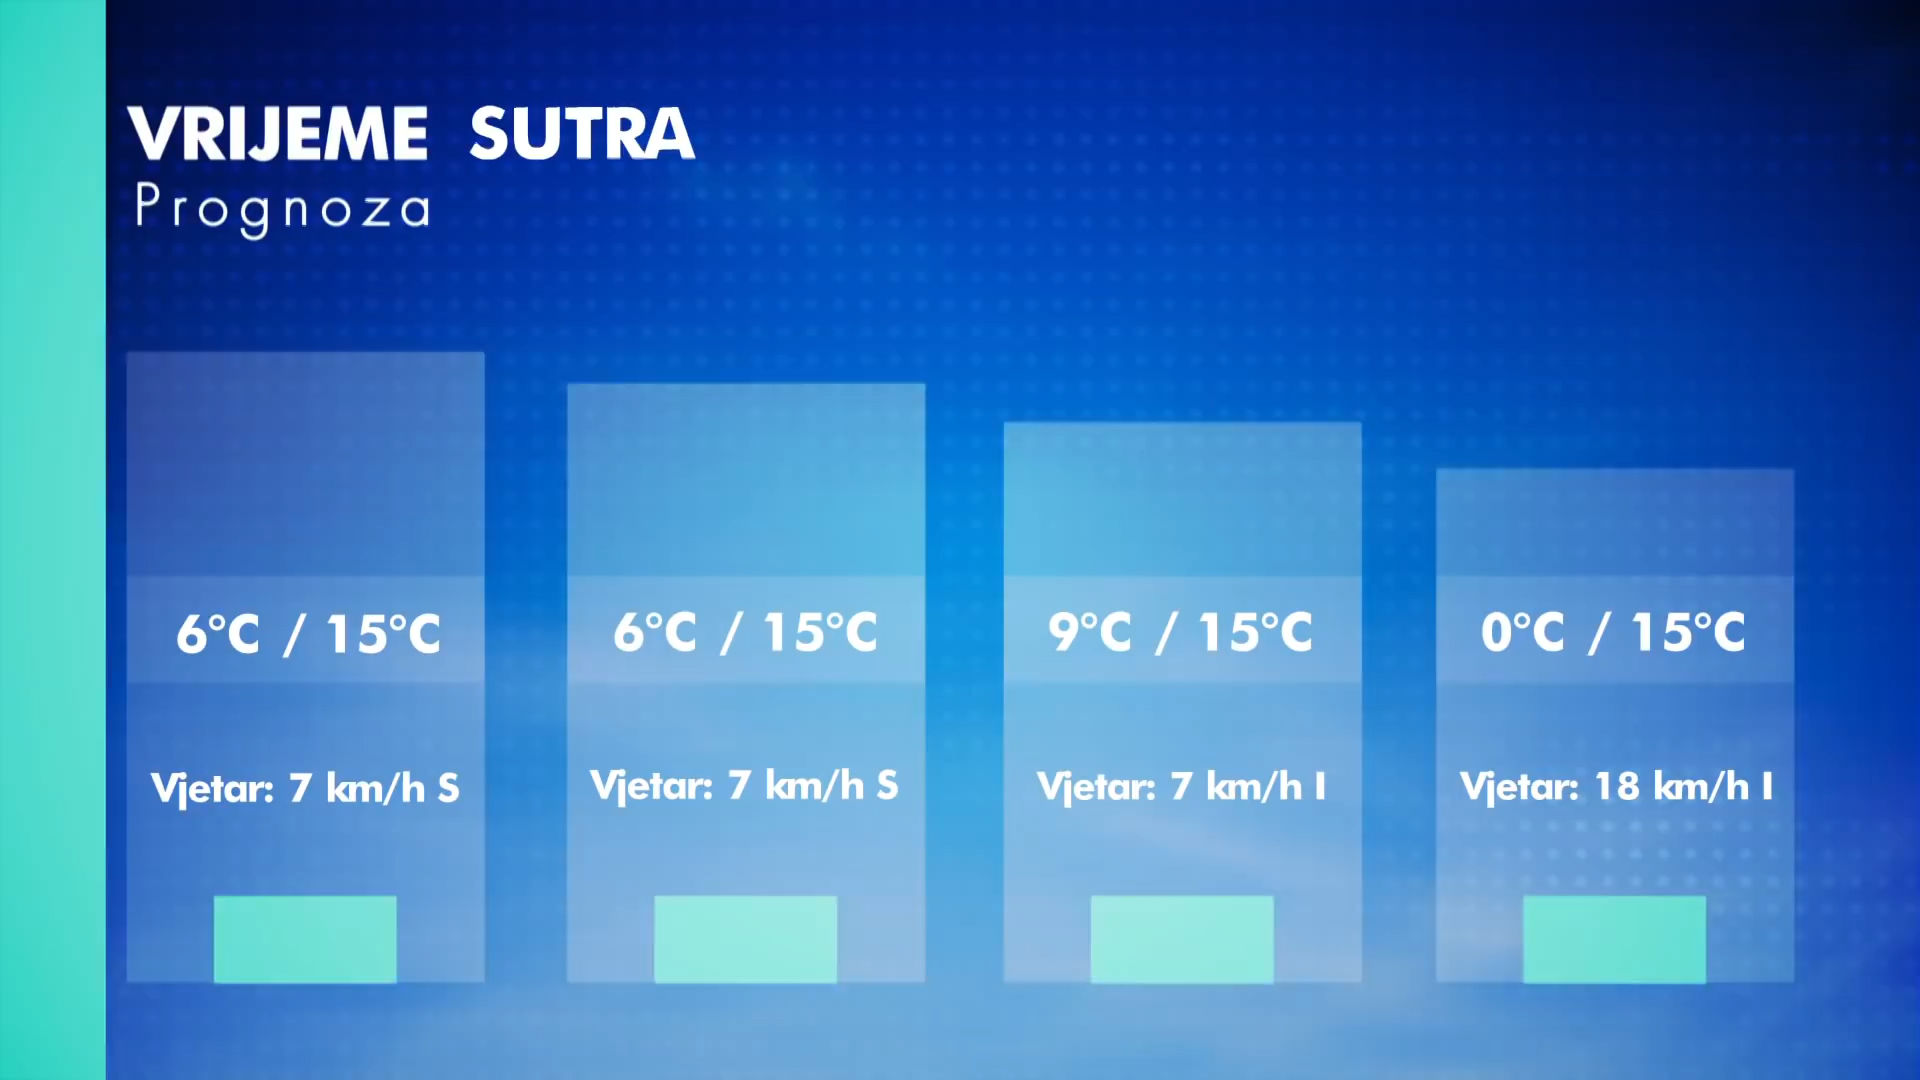 VRIJEME SUTRA
Prognoza
6°C / 15°C
6°C / 15°C
9°C / 15°C
0°C / 15°C
Vjetar: 7 km/h S
Vjetar: 7 km/h S
Vjetar: 7 km/h I
Vjetar: 18 km/h I